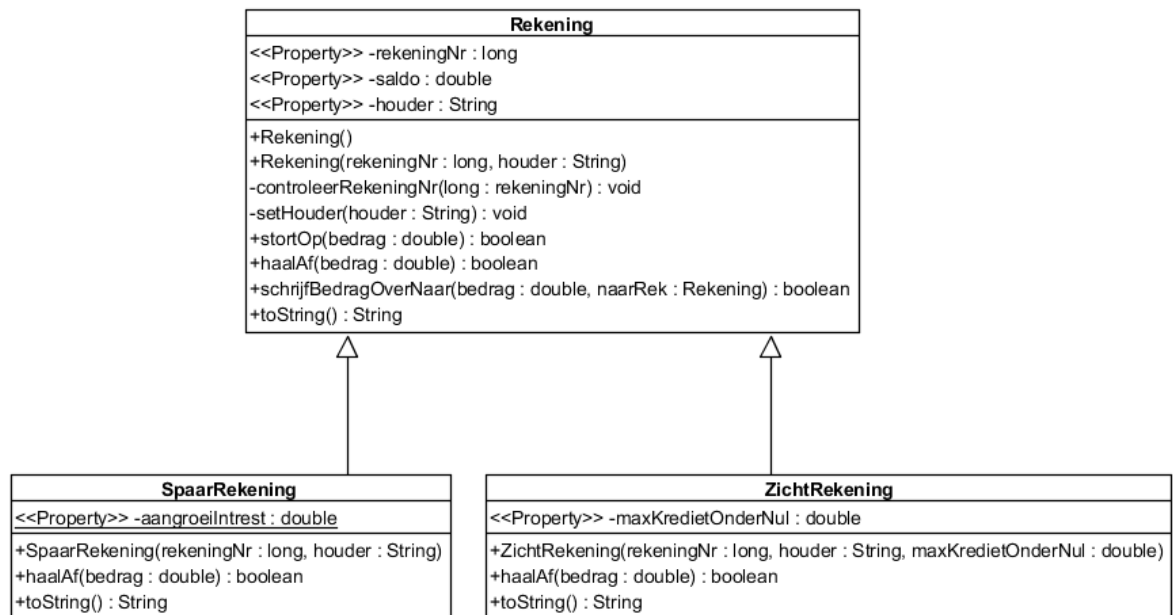 Rekening
<<Property>> -rekeningNr : long
<<Property>> -saldo : double
<<Property>> -houder : String
+Rekening()
+Rekening(rekeningNr : long, houder : String)
-controleerRekeningNr(long : rekeningNr) : void
-setHouder(houder : String) : void
+stortOp(bedrag : double) : boolean
+haalAf(bedrag : double) : boolean
+schrijfBedragOverNaar(bedrag : double, naarRek : Rekening) : boolean
+toString() : String
SpaarRekening
<<Property>> -aangroeiIntrest : double
+SpaarRekening(rekeningNr : long, houder : String)
+haalAf(bedrag : double) : boolean
+toString() : String
ZichtRekening
<<Property>> -maxKredietOnderNul : double
+ZichtRekening(rekeningNr : long, houder : String, maxKredietOnderNul : double)
+haalAf(bedrag : double) : boolean
+toString() : String